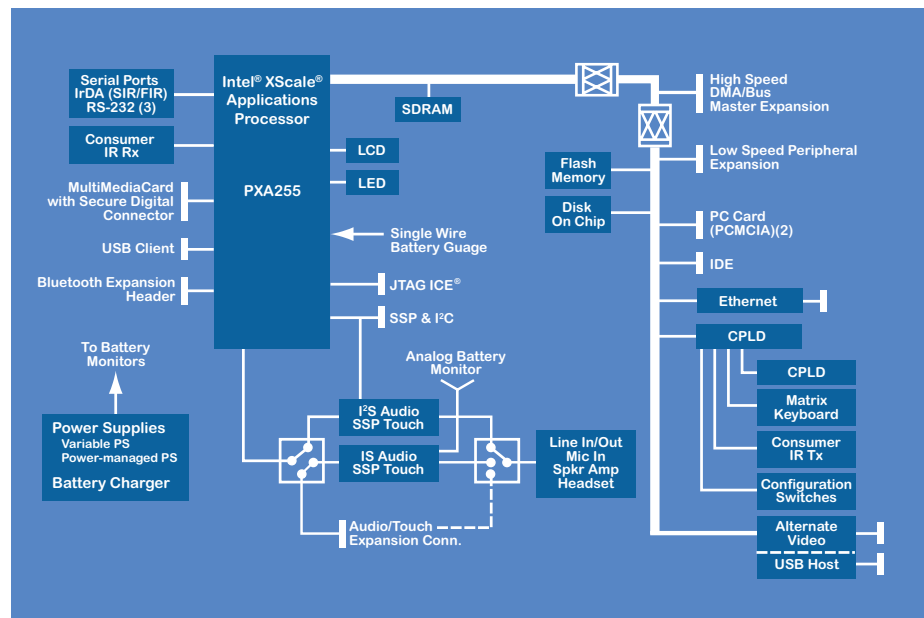 Serial Ports
IrDA (SIR/FIR)
RS-232 (3)
Consumer
IR Rx
MultiMediaCard
with Secure Digital
Connector
USB Client
Bluetooth Expansion
Header
Intel® XScale®
Applications
Processor
PXA255
SDRAM
LCD
LED
Single Wire
Battery Guage
JTAG ICE®
SSP & I²C
High Speed
DMA/Bus
Master Expansion
Low Speed Peripheral
Expansion
Flash
Memory
Disk
On Chip
PC Card
(PCMCIA)(2)
IDE
Ethernet
CPLD
CPLD
Matrix
Keyboard
Consumer
IR Tx
Configuration
Switches
Alternate
Video
USB Host
To Battery
Monitors
Power Supplies
Variable PS
Power-managed PS
Battery Charger
Analog Battery
Monitor
I²S Audio
SSP Touch
IS Audio
SSP Touch
Line In/Out
Mic In
Spkr Amp
Headset
Audio/Touch
Expansion Conn.